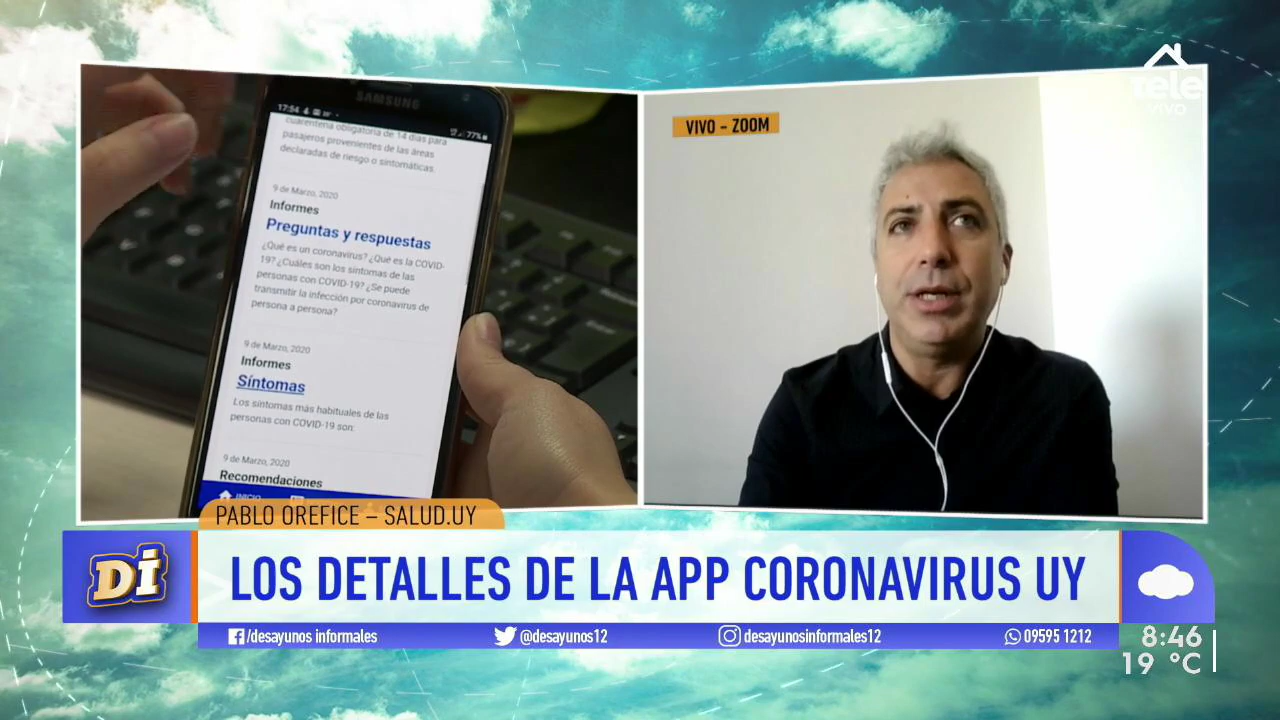 SAMSUNG
17:54
77%
cuarentena obligatoria de 14 días para
pasajeros provenientes de las áreas
declaradas de riesgo o sintomáticas.
9 de Marzo, 2020
Informes
Preguntas y respuestas
¿Qué es un coronavirus? ¿Qué es la COVID-
19? ¿Cuáles son los síntomas de las
personas con COVID-19? ¿Se puede
transmitir la infección por coronavirus de
persona a persona?
9 de Marzo, 2020
Informes
Síntomas
Los síntomas más habituales de las
personas con COVID-19 son:
9 de Marzo, 2020
Recomendaciones
INICIO
VIVO – ZOOM
tele
VIVO
PABLO OREFICE – SALUD.UY
Di
LOS DETALLES DE LA APP CORONAVIRUS UY
/desayunos informales
@desayunos12
desayunosinformales12
09595 1212
8:46
19 °C